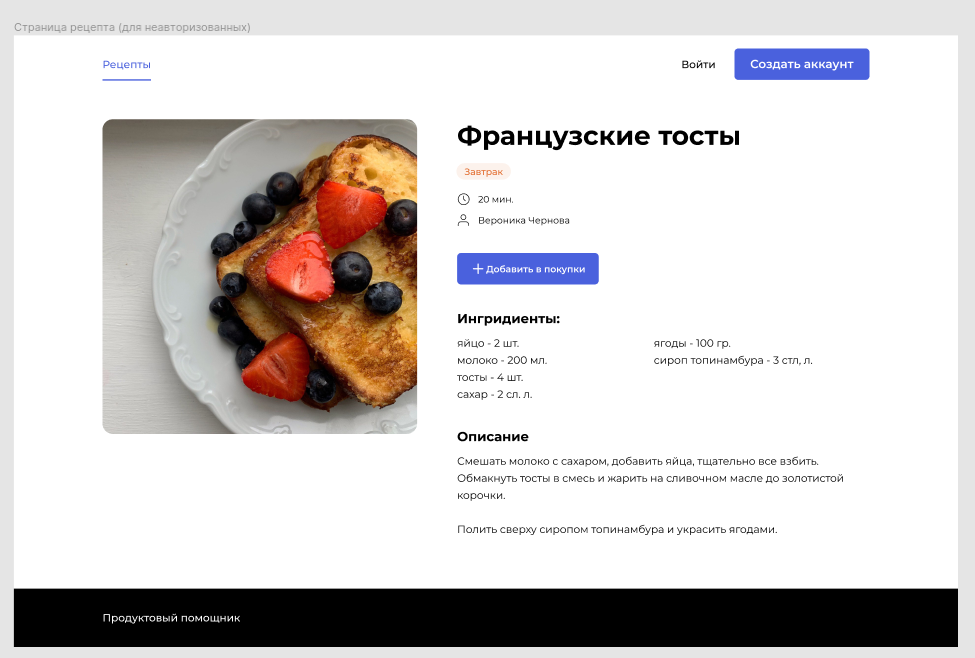 Страница рецепта (для неавторизованных)
Рецепты
Войти
Создать аккаунт
Французские тосты
Завтрак
20 мин.
Вероника Чернова
Добавить в покупки
Ингридиенты:
яйцо - 2 шт.
молоко - 200 мл.
тосты - 4 шт.
сахар - 2 сл. л.
ягоды - 100 гр.
сироп топинамбура - 3 стл, л.
Описание
Смешать молоко с сахаром, добавить яйца, тщательно все взбить.
Обмакнуть тосты в смесь и жарить на сливочном масле до золотистой
корочки.
Полить сверху сиропом топинамбура и украсить ягодами.
Продуктовый помощник